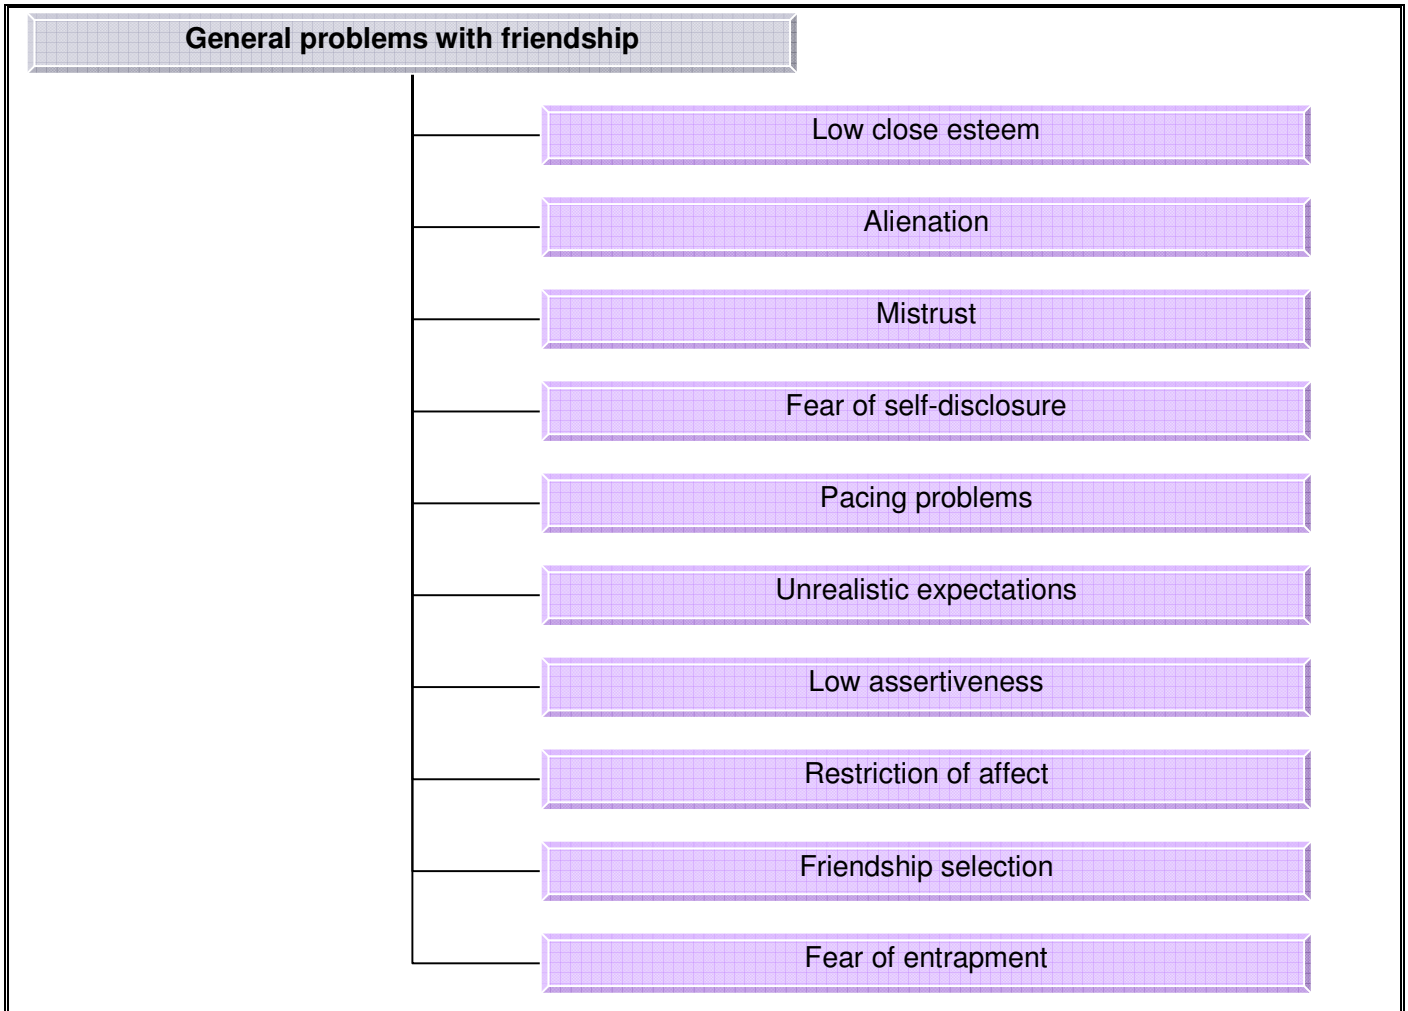 General problems with friendship
Low close esteem
Alienation
Mistrust
Fear of self-disclosure
Pacing problems
Unrealistic expectations
Low assertiveness
Restriction of affect
Friendship selection
Fear of entrapment